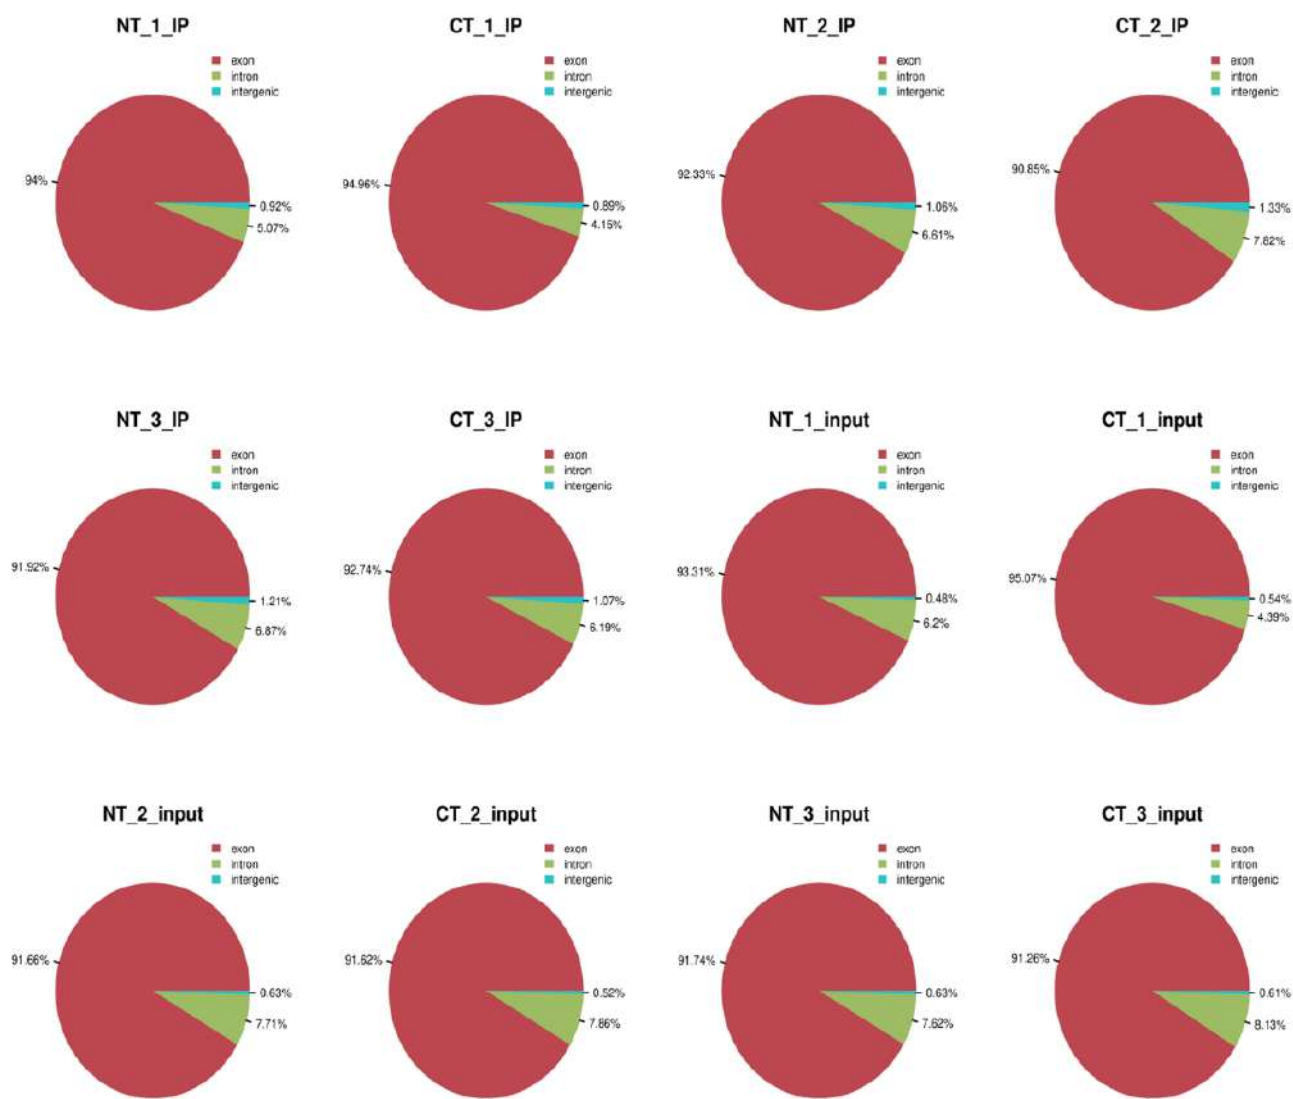 NT_1_IP
exon
intron
intergenic
94%
0.92%
5.07%
CT_1_IP
exon
intron
intergenic
94.96%
0.89%
4.15%
NT_2_IP
exon
intron
intergenic
92.33%
1.06%
6.61%
CT_2_IP
exon
intron
intergenic
90.85%
1.33%
7.82%
NT_3_IP
exon
intron
intergenic
91.92%
1.21%
6.87%
CT_3_IP
exon
intron
intergenic
92.74%
1.07%
6.19%
NT_1_input
exon
intron
intergenic
93.31%
0.48%
6.2%
CT_1_input
exon
intron
intergenic
95.07%
0.54%
4.39%
NT_2_input
exon
intron
intergenic
91.66%
0.63%
7.71%
CT_2_input
exon
intron
intergenic
91.62%
0.52%
7.86%
NT_3_input
exon
intron
intergenic
91.74%
0.63%
7.62%
CT_3_input
exon
intron
intergenic
91.26%
0.61%
8.13%